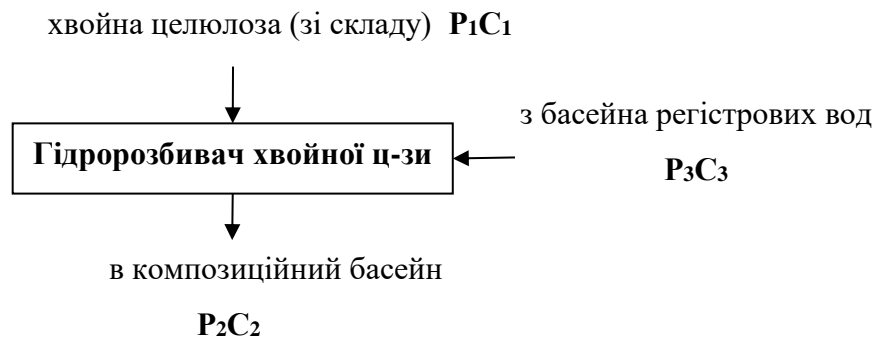 хвойна целюлоза (зі складу) P₁C₁
з басейна регістрових вод
Гідророзбивач хвойної ц-зи
P₃C₃
в композиційний басейн
P₂C₂